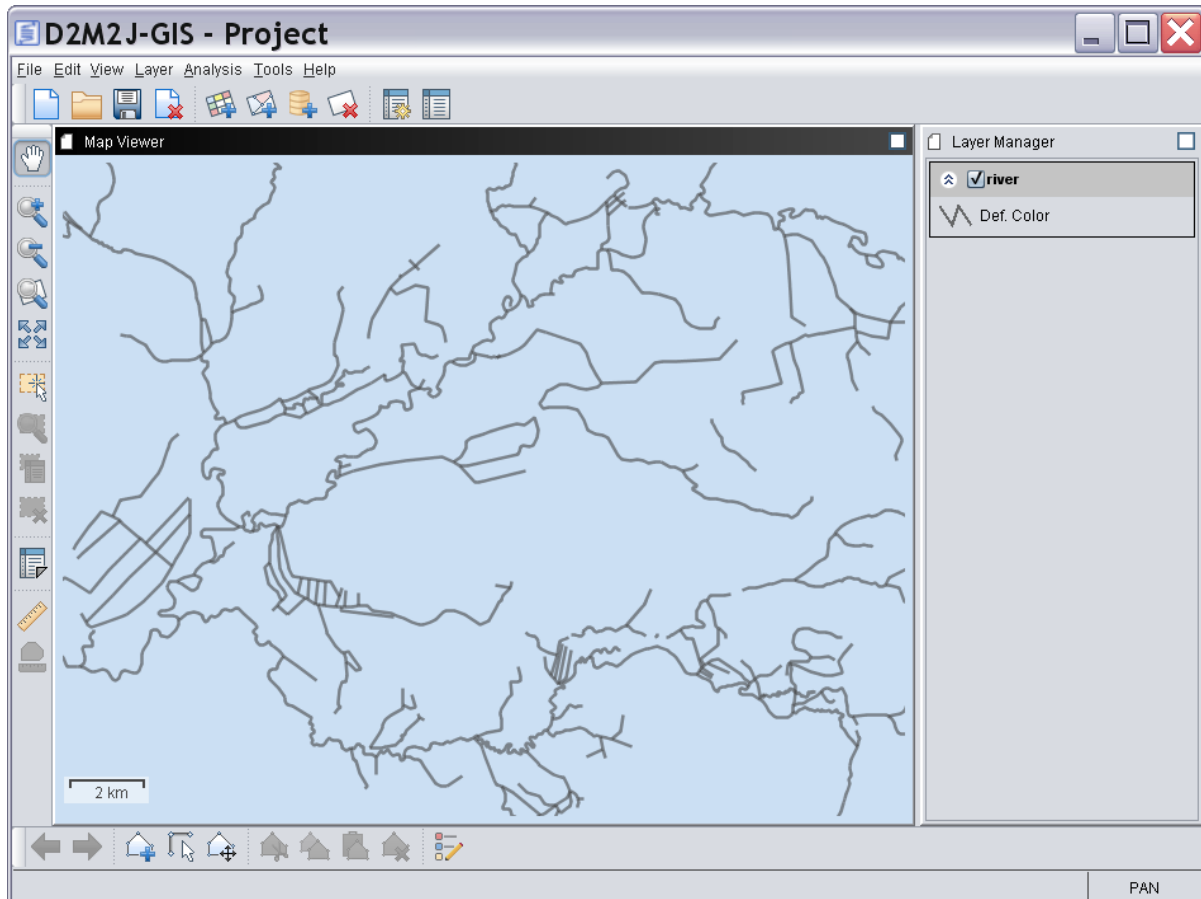 D2M2J-GIS - Project
File Edit View Layer Analysis Tools Help
Map Viewer
Layer Manager
river
Def. Color
2 km
PAN